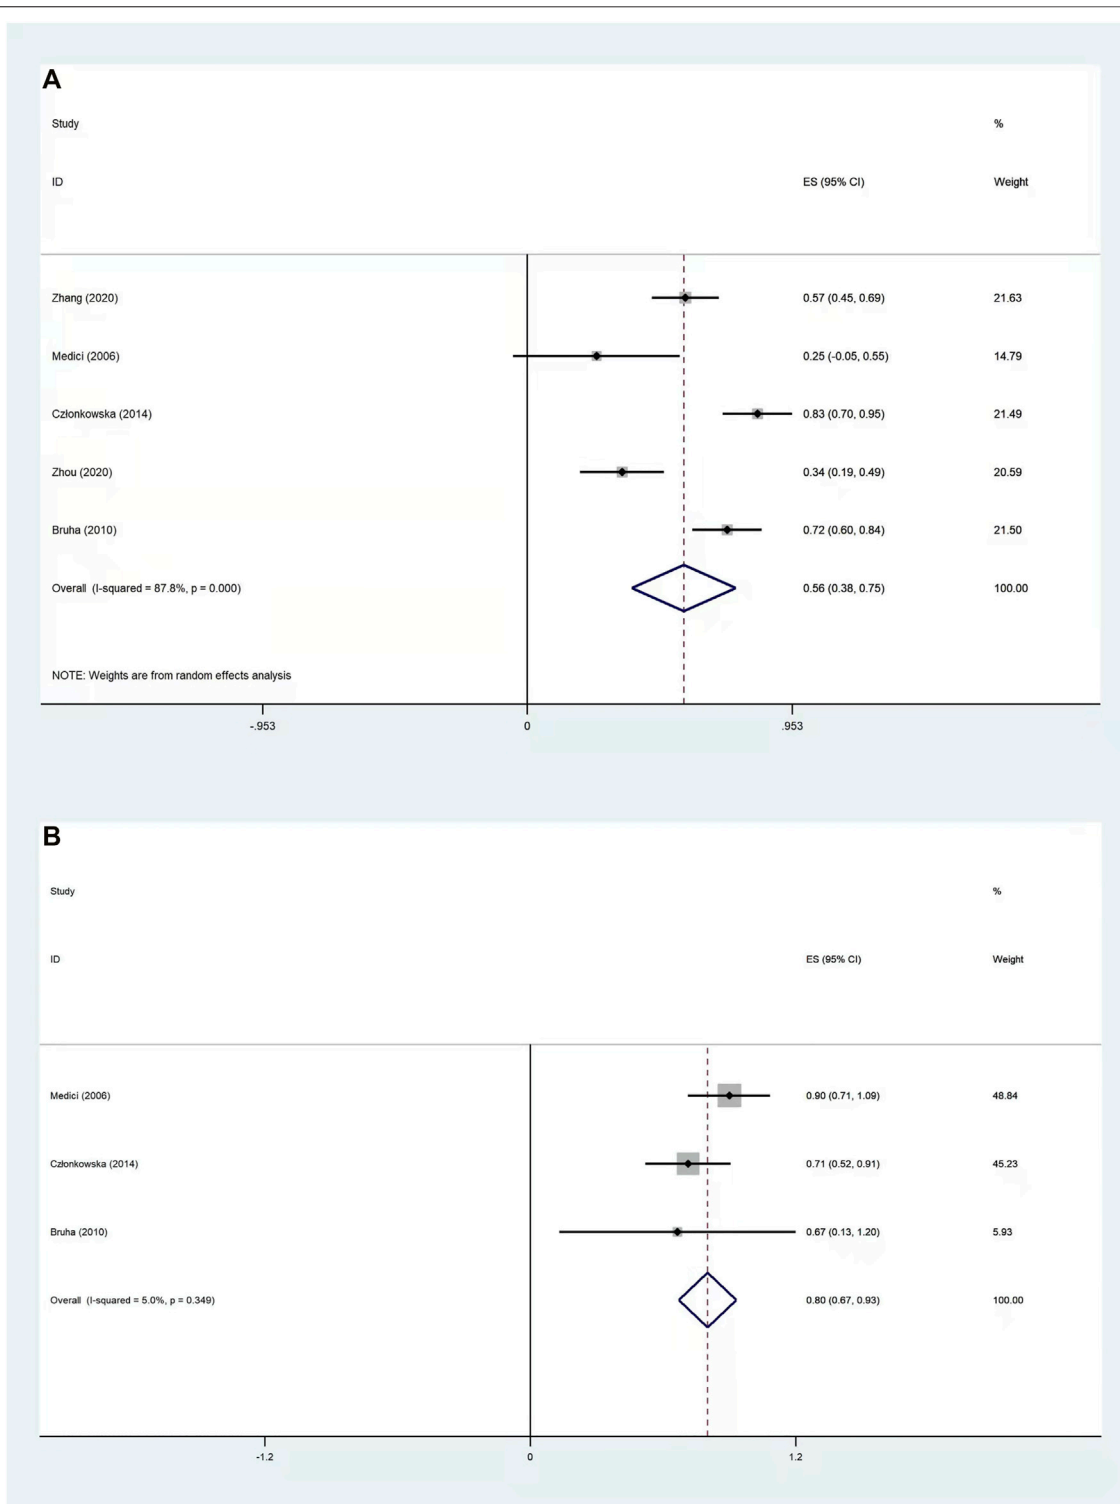 A
Study %
ID ES (95% CI) Weight
Zhang (2020) 0.57 (0.45, 0.69) 21.63
Medici (2006) 0.25 (-0.05, 0.55) 14.79
Członkowska (2014) 0.83 (0.70, 0.95) 21.49
Zhou (2020) 0.34 (0.19, 0.49) 20.59
Bruha (2010) 0.72 (0.60, 0.84) 21.50
Overall (I-squared = 87.8%, p = 0.000) 0.56 (0.38, 0.75) 100.00
NOTE: Weights are from random effects analysis
-.953 0 .953
B
Study %
ID ES (95% CI) Weight
Medici (2006) 0.90 (0.71, 1.09) 48.84
Członkowska (2014) 0.71 (0.52, 0.91) 45.23
Bruha (2010) 0.67 (0.13, 1.20) 5.93
Overall (I-squared = 5.0%, p = 0.349) 0.80 (0.67, 0.93) 100.00
-1.2 0 1.2